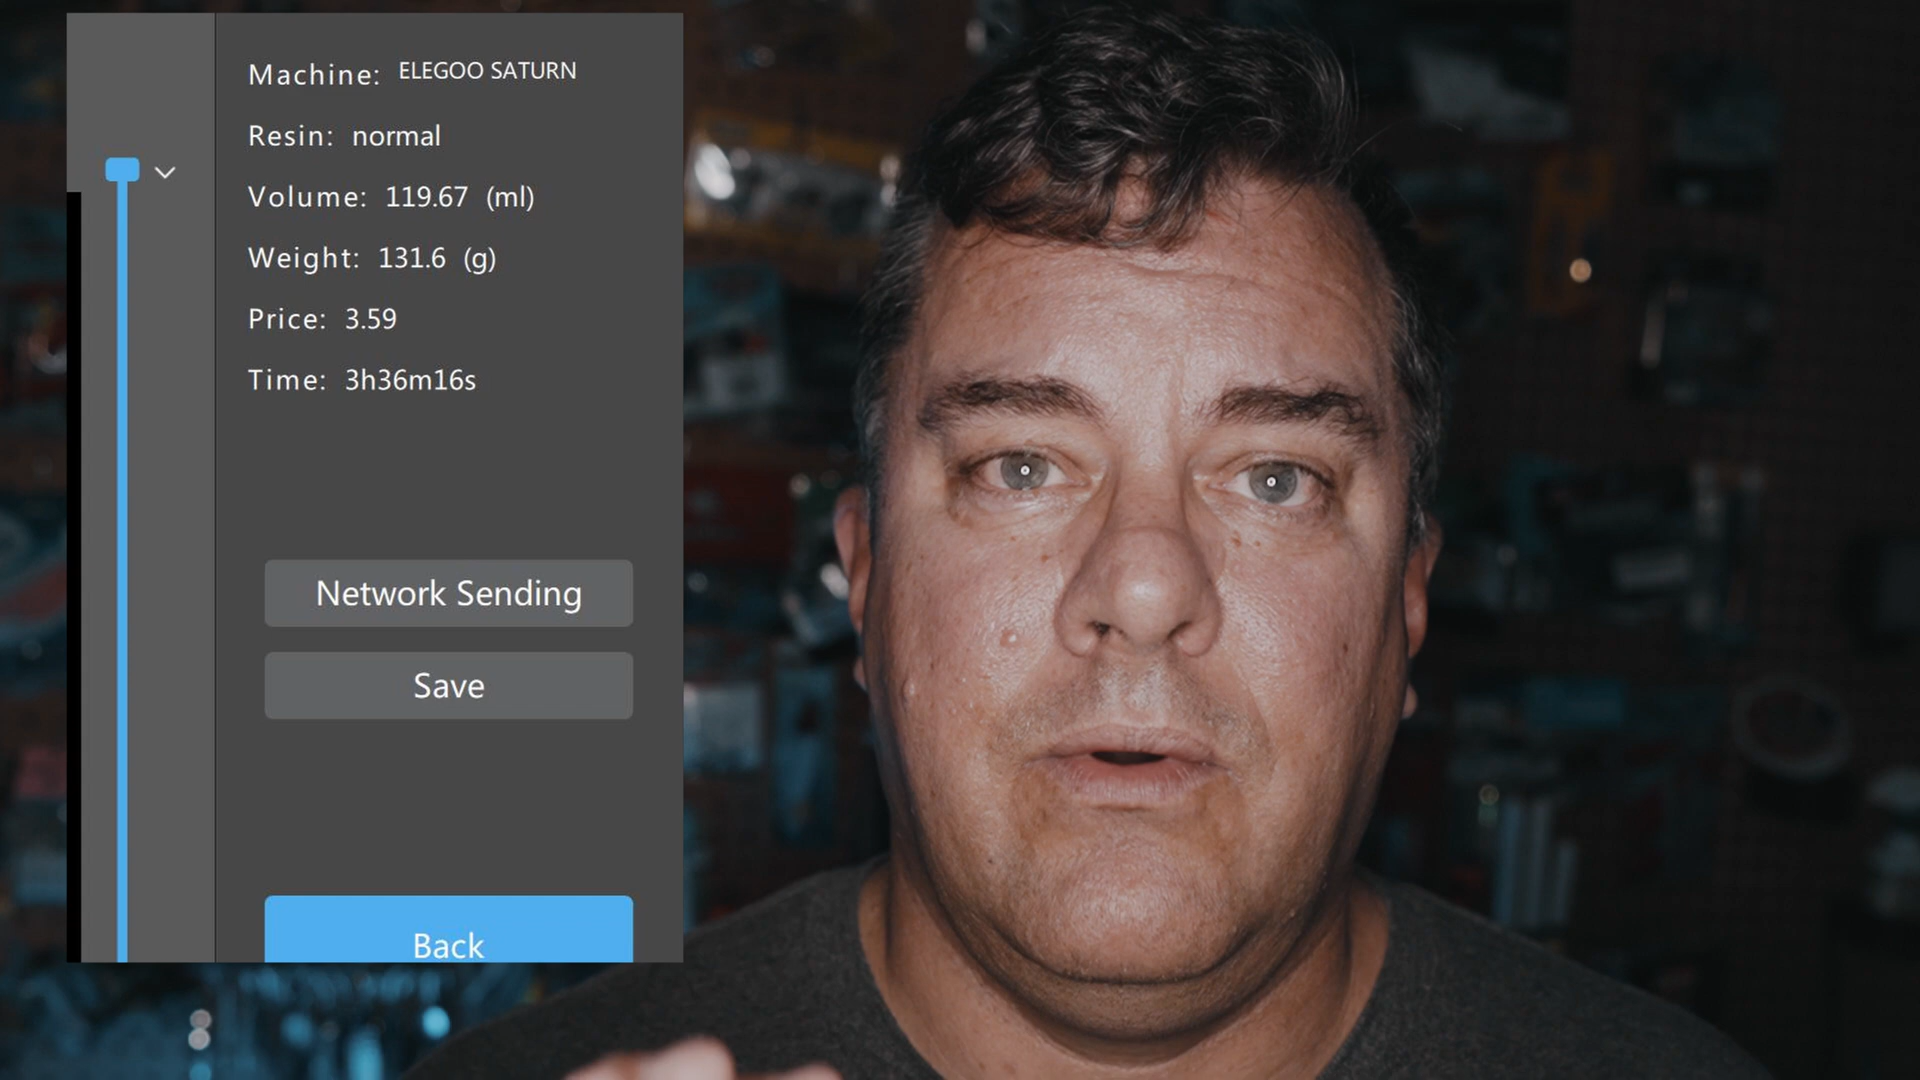 Machine: ELEGOO SATURN
Resin: normal
Volume: 119.67 (ml)
Weight: 131.6 (g)
Price: 3.59
Time: 3h36m16s
Network Sending
Save
Back